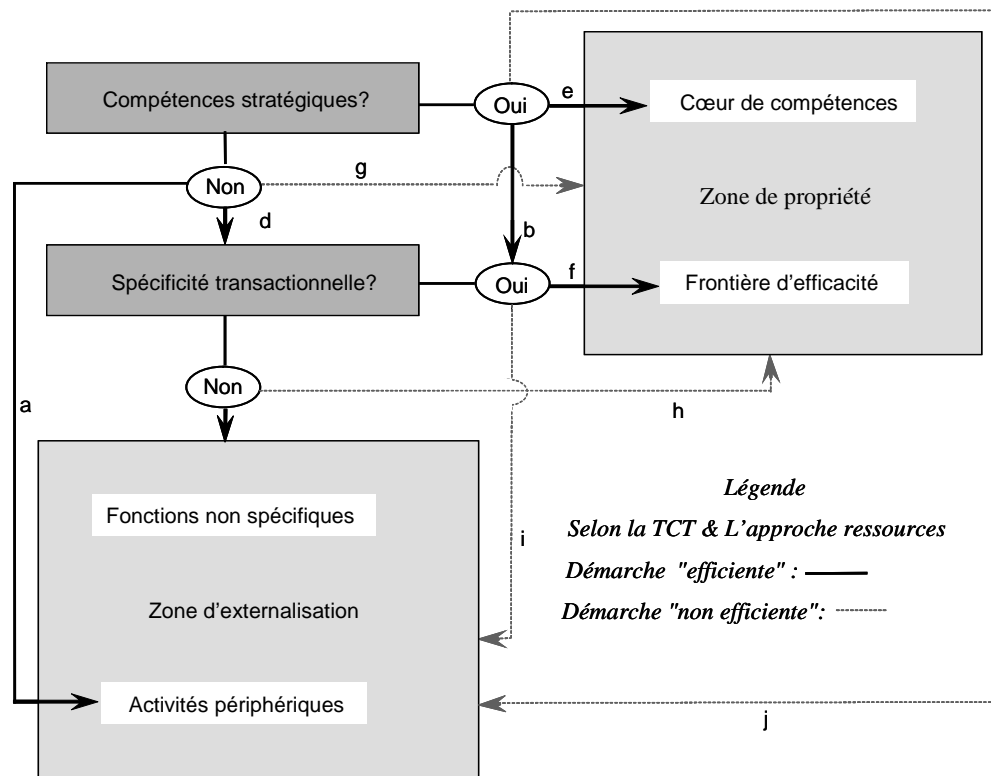 Compétences stratégiques?
Oui
e
Cœur de compétences
Non
g
Zone de propriété
d
b
Spécificité transactionnelle?
Oui
f
Frontière d'efficacité
Non
a
h
Légende
Fonctions non spécifiques
Selon la TCT & L'approche ressources
i
Démarche "efficiente" :
Zone d'externalisation
Démarche "non efficiente":
Activités périphériques
j